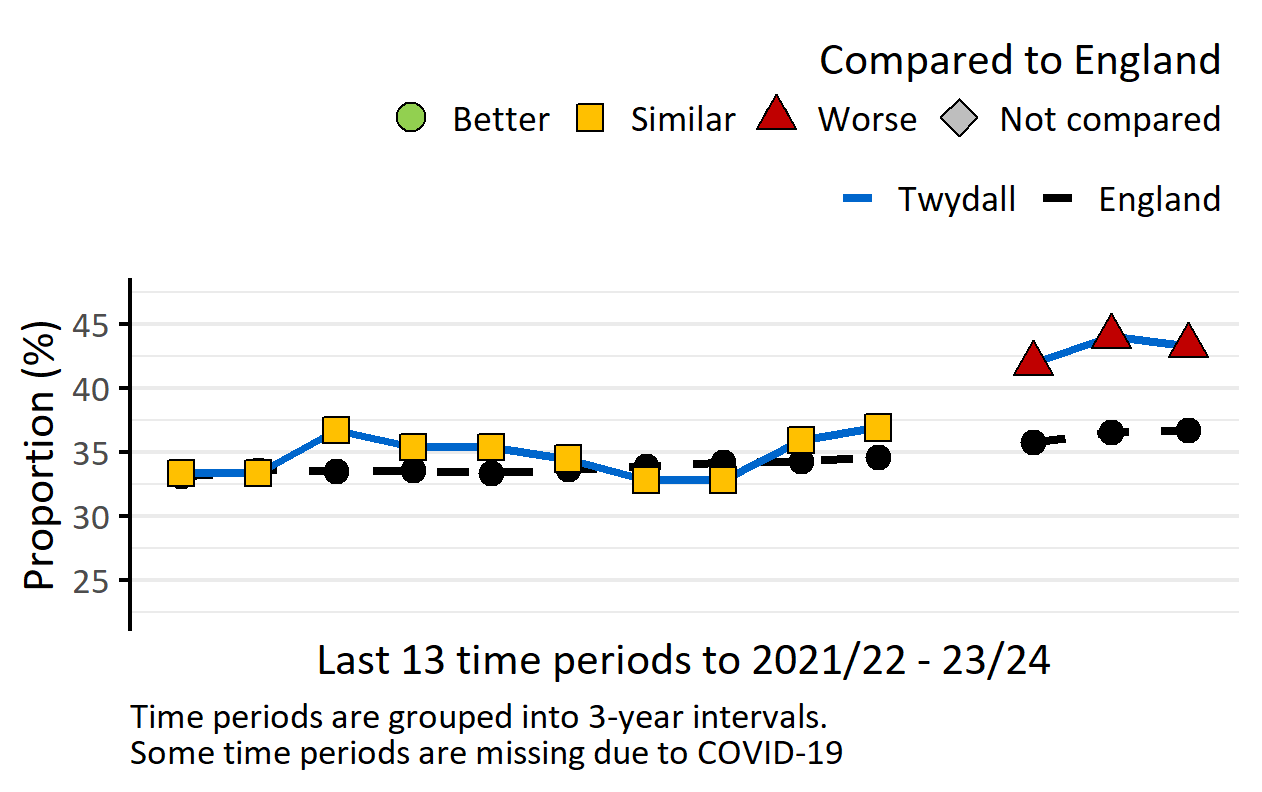 Compared to England
Better Similar Worse Not compared
Twydall England
Proportion (%)
45
40
35
30
25
Last 13 time periods to 2021/22 - 23/24
Time periods are grouped into 3-year intervals.
Some time periods are missing due to COVID-19